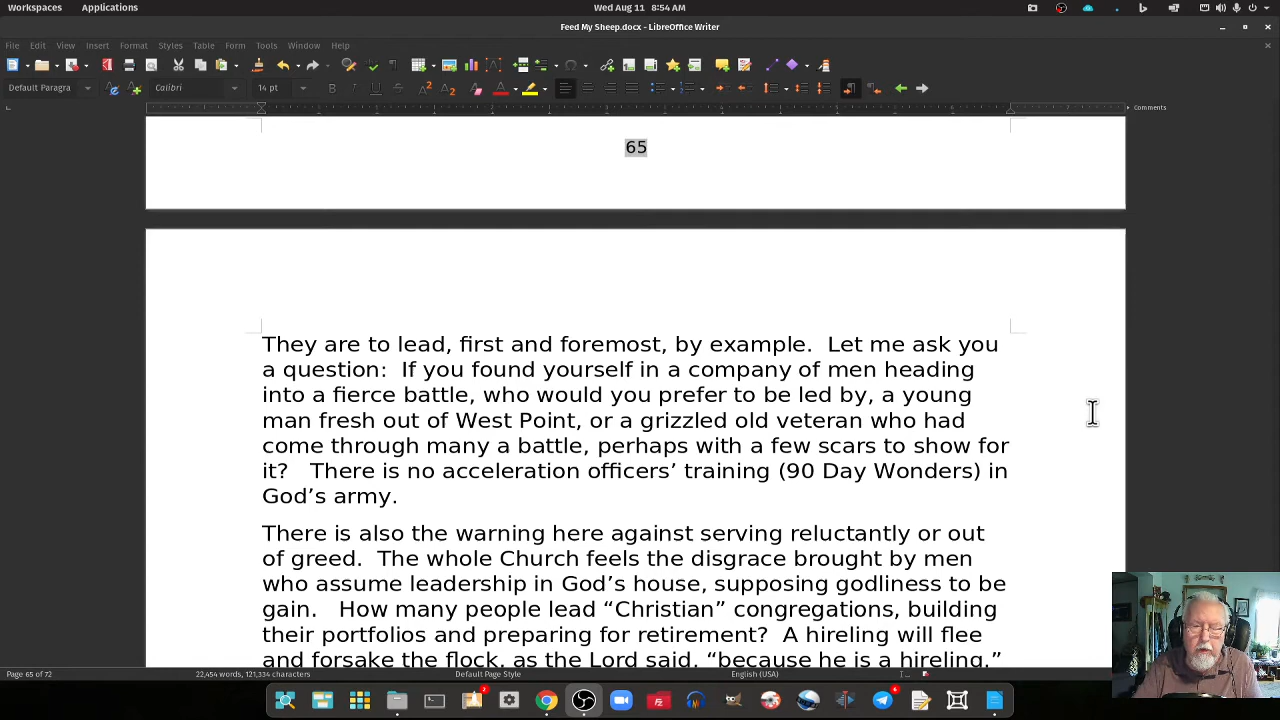 Workspaces Applications Wed Aug 11 8:54 AM
Feed My Sheep.docx - LibreOffice Writer
File Edit View Insert Format Styles Table Form Tools Window Help
Default Paragra Calibri 14 pt
Comments
65
They are to lead, first and foremost, by example.  Let me ask you
a question:  If you found yourself in a company of men heading
into a fierce battle, who would you prefer to be led by, a young
man fresh out of West Point, or a grizzled old veteran who had
come through many a battle, perhaps with a few scars to show for
it?   There is no acceleration officers’ training (90 Day Wonders) in
God’s army.
There is also the warning here against serving reluctantly or out
of greed.  The whole Church feels the disgrace brought by men
who assume leadership in God’s house, supposing godliness to be
gain.   How many people lead “Christian” congregations, building
their portfolios and preparing for retirement?  A hireling will flee
and forsake the flock, as the Lord said, “because he is a hireling.”
Page 65 of 72 22,454 words, 121,134 characters Default Page Style English (USA)